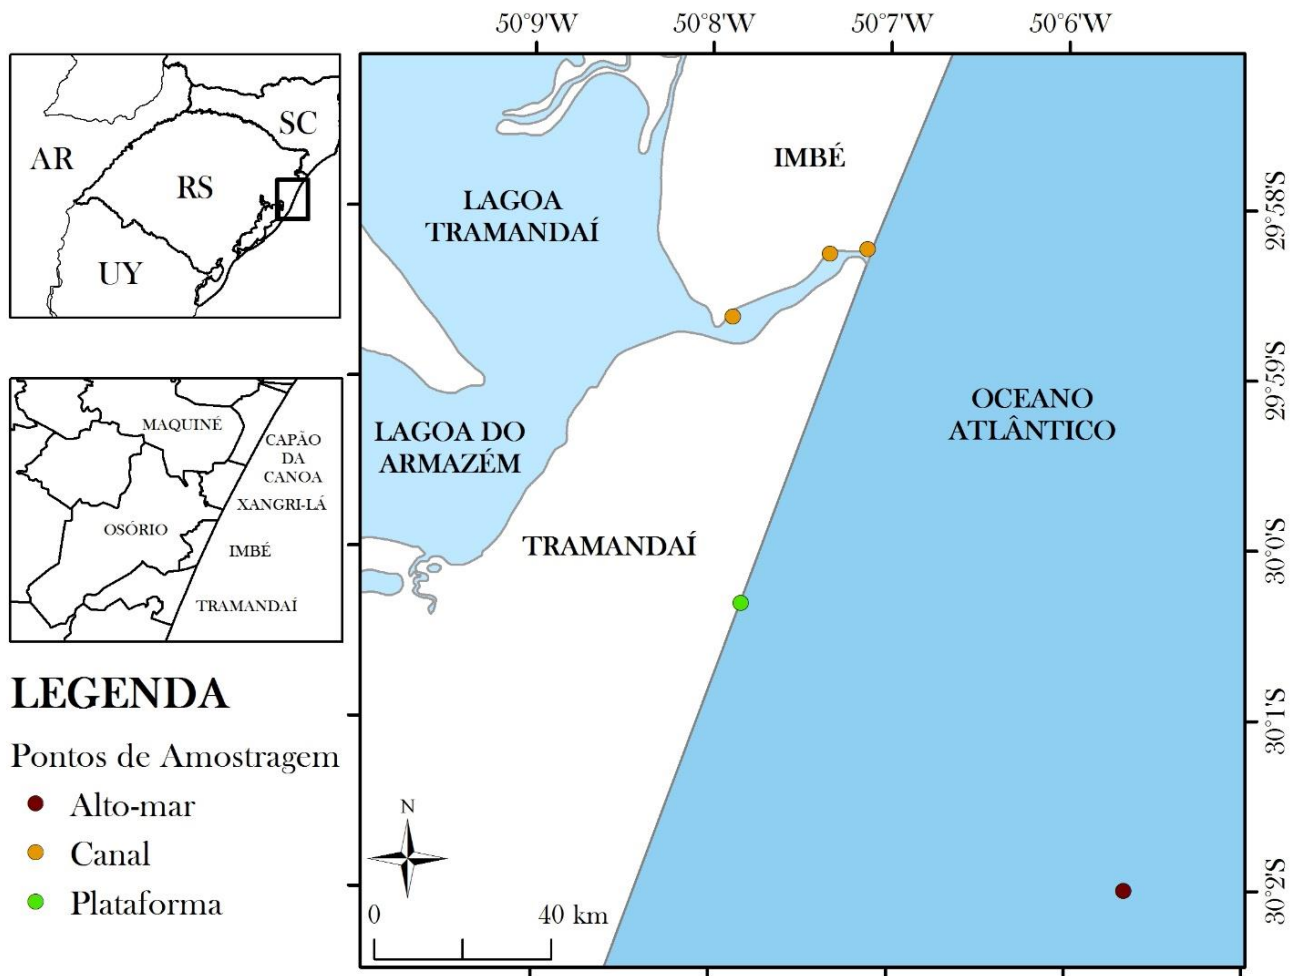 50°9'W
50°8'W
50°7'W
50°6'W
AR
SC
RS
UY
MAQUINÉ
CAPÃO
DA
CANOA
XANGRI-LÁ
OSÓRIO
IMBÉ
TRAMANDAÍ
LEGENDA
Pontos de Amostragem
Alto-mar
Canal
Plataforma
IMBÉ
LAGOA
TRAMANDAÍ
LAGOA DO
ARMAZÉM
TRAMANDAÍ
OCEANO
ATLÂNTICO
N
0
40 km
29°58'S
29°59'S
30°0'S
30°1'S
30°2'S